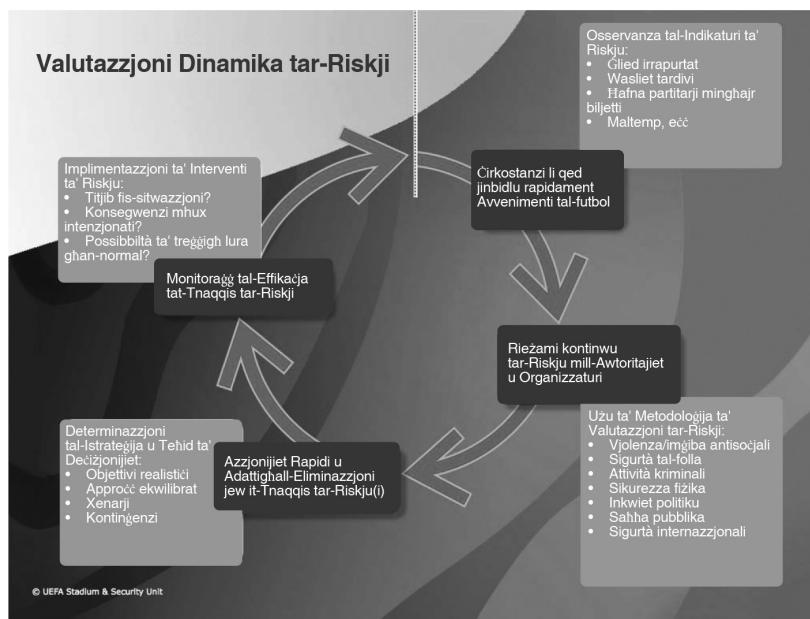 Valutazzjoni Dinamika tar-Riskji
Osservanza tal-Indikaturi ta'
Riskju:
• Ġlied irrapurtat
• Wasliet tardivi
• Ħafna partitarji mingħajr
biljetti
• Maltemp, eċċ
Ċirkostanzi li qed
jinbidlu rapidament
Avvenimenti tal-futbol
Implimentazzjoni ta' Interventi
ta' Riskju:
• Titjib fis-sitwazzjoni?
• Konsegwenzi mhux
intenzjonati?
• Possibbiltà ta' treġġigħ lura
għan-normal?
Monitoraġġ tal-Effikaċja
tat-Tnaqqis tar-Riskji
Rieżami kontinwu
tar-Riskju mill-Awtoritajiet
u Organizzaturi
Użu ta' Metodoloġija ta'
Valutazzjoni tar-Riskji:
• Vjolenza/imġiba antisoċjali
• Sigurtà tal-folla
• Attività kriminali
• Sikurezza fiżika
• Inkwiet politiku
• Saħħa pubblika
• Sigurtà internazzjonali
Determinazzjoni
tal-Istrateġija u Teħid ta'
Deċiżjonijiet:
• Objettivi realistiċi
• Approċċ ekwilibrat
• Xenarji
• Kontinġenzi
Azzjonijiet Rapidi u
Adattigħall-Eliminazzjoni
jew it-Tnaqqis tar-Riskju(i)
© UEFA Stadium & Security Unit